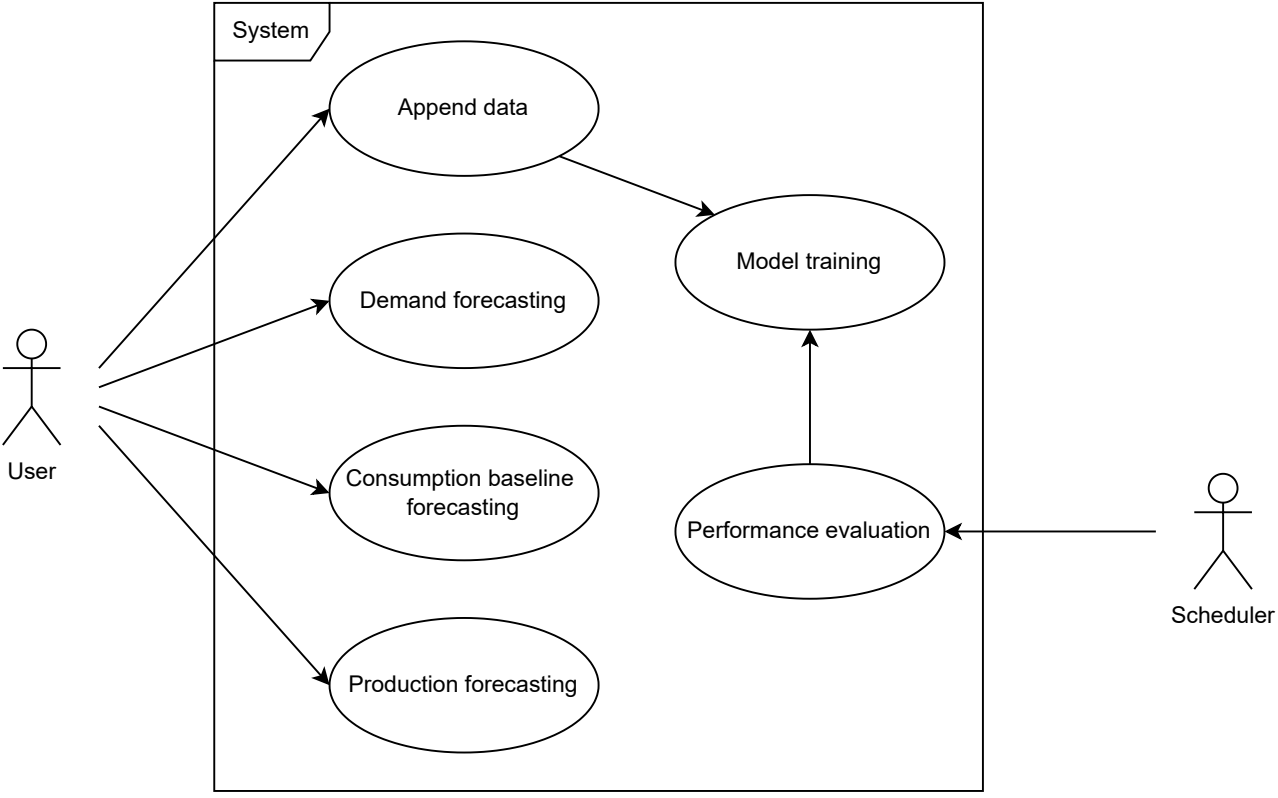 System
Append data
Model training
Demand forecasting
User
Consumption baseline
forecasting
Performance evaluation
Scheduler
Production forecasting